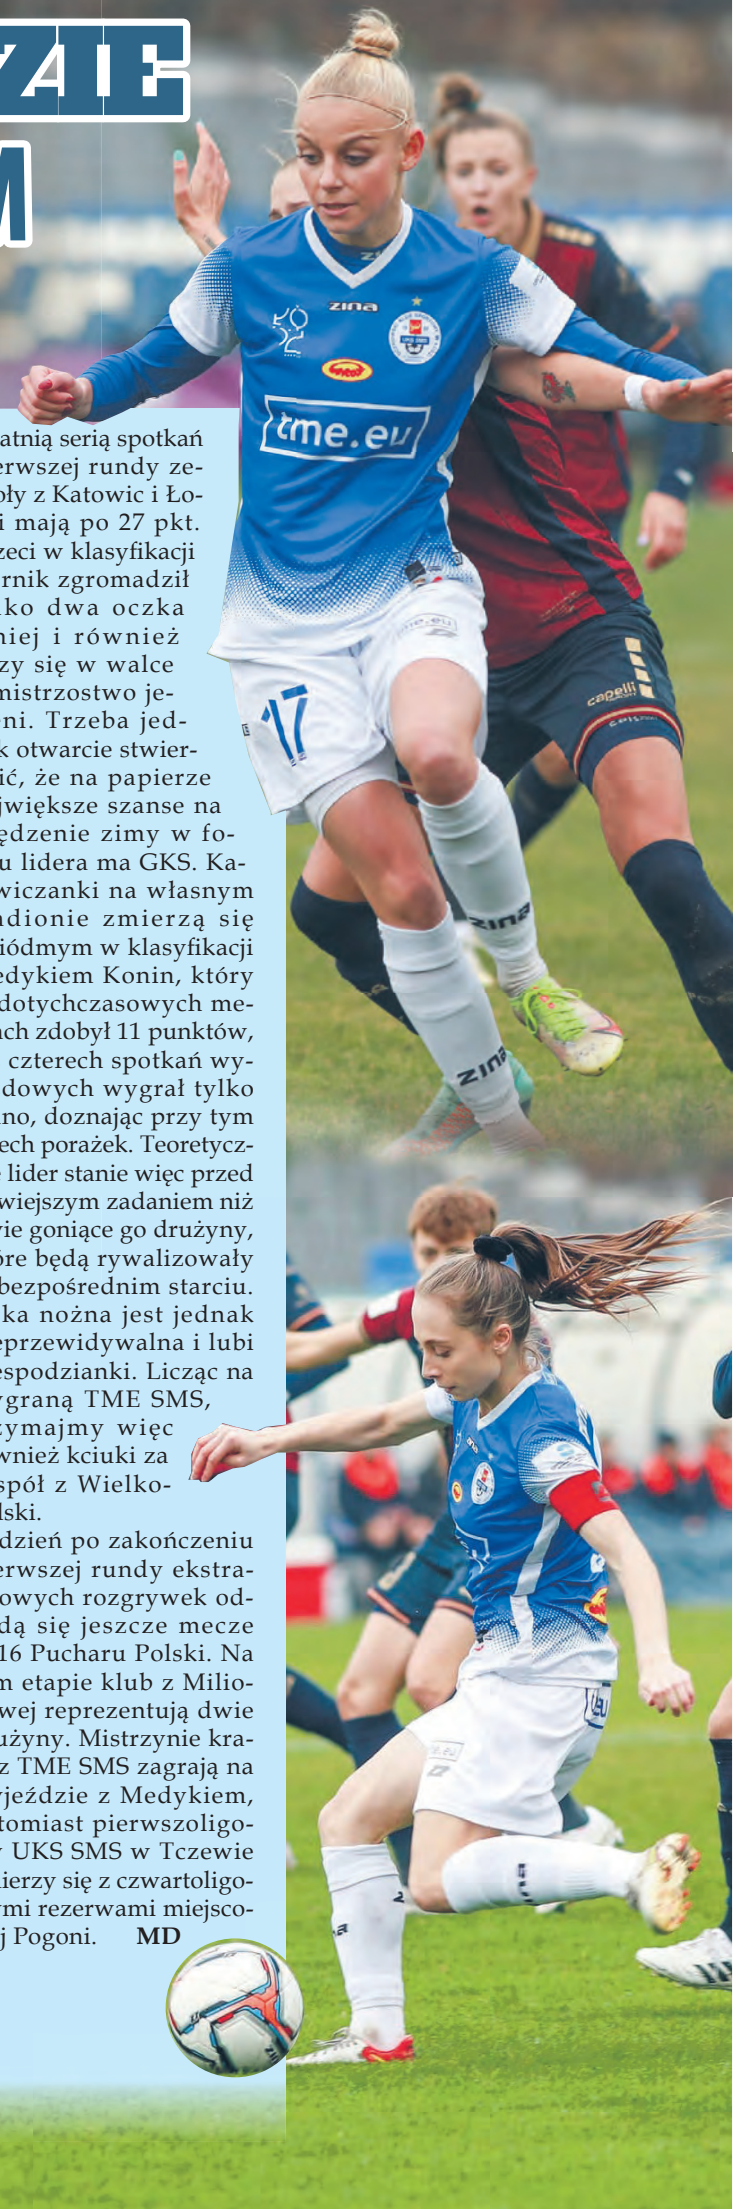 ZIE
M
atnią serią spotkań
erwszej rundy ze-
oły z Katowic i Ło-
i mają po 27 pkt.
zeci w klasyfikacji
rnik zgromadził
ko dwa oczka
niej i również
zy się w walce
mistrzostwo je-
ni. Trzeba jed-
k otwarcie stwier-
ić, że na papierze
jwiększe szanse na
ędzenie zimy w fo-
u lidera ma GKS. Ka-
wiczanki na własnym
adionie zmierzą się
iódmym w klasyfikacji
edykiem Konin, który
dotychczasowych me-
ach zdobył 11 punktów,
czterech spotkań wy-
dowych wygrał tylko
no, doznając przy tym
ech porażek. Teoretycz-
e lider stanie więc przed
wiejszym zadaniem niż
ie goniące go drużyny,
óre będą rywalizowały
bezpośrednim starciu.
ka nożna jest jednak
eprzewidywalna i lubi
espodzianki. Licząc na
ygraną TME SMS,
zymajmy więc
wnież kciuki za
spół z Wielko-
lski.
dzień po zakończeniu
erwszej rundy ekstra-
owych rozgrywek od-
dą się jeszcze mecze
16 Pucharu Polski. Na
m etapie klub z Milio-
wej reprezentują dwie
użyny. Mistrzynie kra-
z TME SMS zagrają na
yjeździe z Medykiem,
tomiast pierwszoligo-
y UKS SMS w Tczewie
ierzy się z czwartoligo-
ymi rezerwami miejsco-
j Pogoni. MD
zina
tme.eu
tme.eu
17
capelli
zina
zina